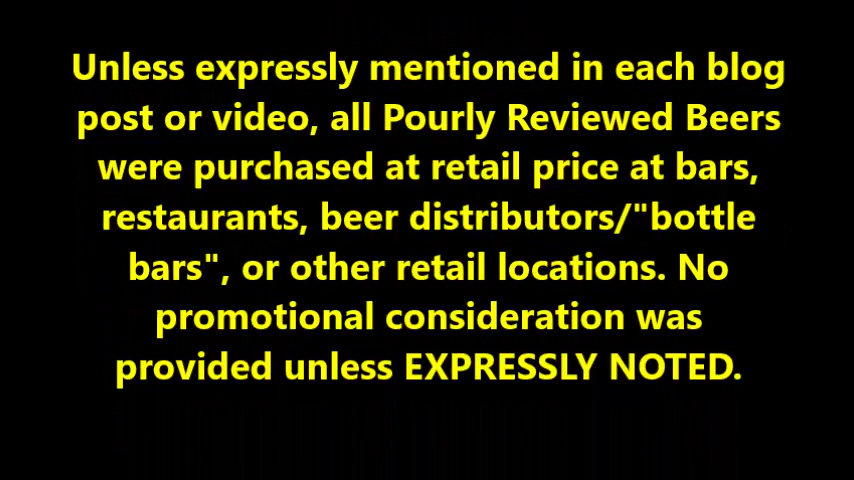 Unless expressly mentioned in each blog
post or video, all Pourly Reviewed Beers
were purchased at retail price at bars,
restaurants, beer distributors/"bottle
bars", or other retail locations. No
promotional consideration was
provided unless EXPRESSLY NOTED.